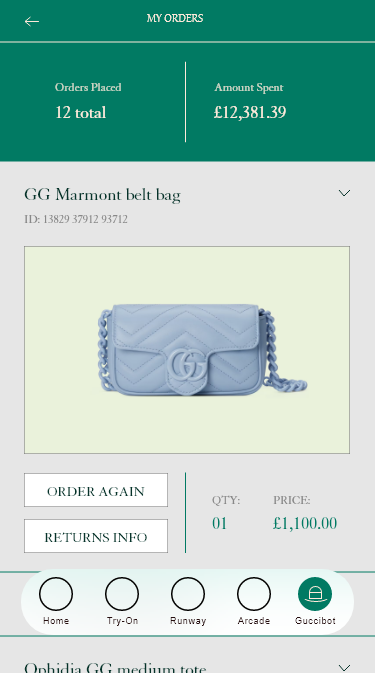 MY ORDERS
Orders Placed
Amount Spent
12 total
£12,381.39
GG Marmont belt bag
ID: 13829 37912 93712
ORDER AGAIN
RETURNS INFO
QTY:
PRICE:
01
£1,100.00
Home
Try-On
Runway
Arcade
Guccibot
Ophidia GG medium tote